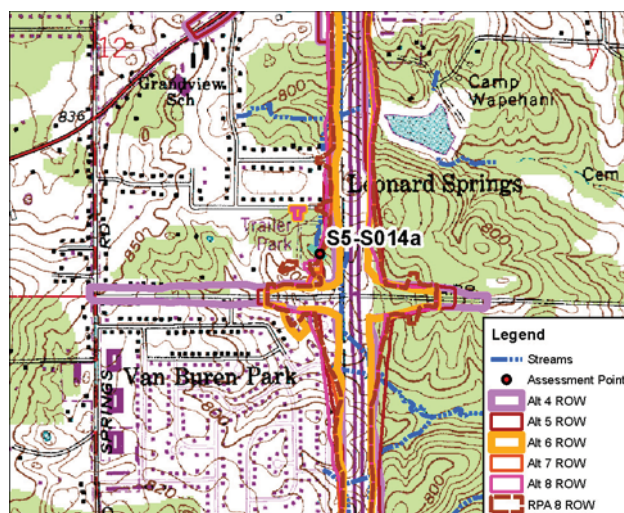 12
7
Grandview
Sch
800
836
Camp
Wapehani
Cem
Leonard Springs
RD
850
Trailer
Park
S5-S014a
Van Buren Park
SPRINGS
800
800
820
800
Legend
Streams
Assessment Point
Alt 4 ROW
Alt 5 ROW
Alt 6 ROW
Alt 7 ROW
Alt 8 ROW
RPA 8 ROW